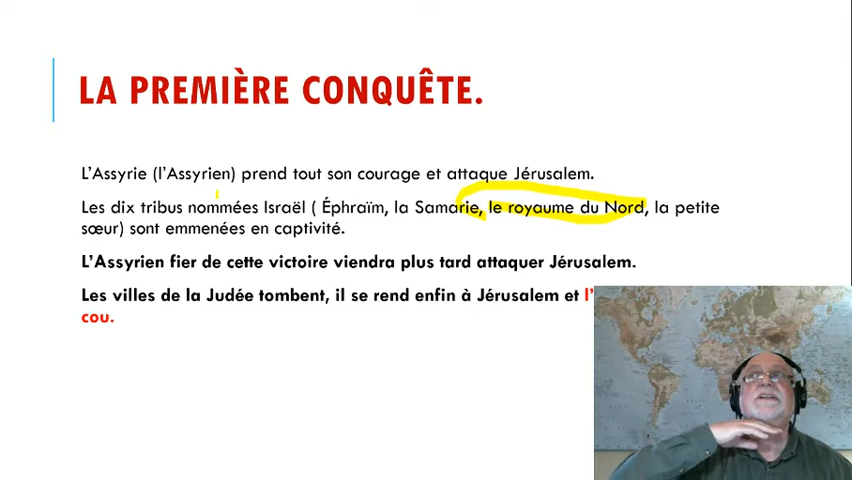 LA PREMIÈRE CONQUÊTE.
L'Assyrie (l'Assyrien) prend tout son courage et attaque Jérusalem.
Les dix tribus nommées Israël ( Éphraïm, la Samarie, le royaume du Nord, la petite
sœur) sont emmenées en captivité.
L'Assyrien fier de cette victoire viendra plus tard attaquer Jérusalem.
Les villes de la Judée tombent, il se rend enfin à Jérusalem et
cou.